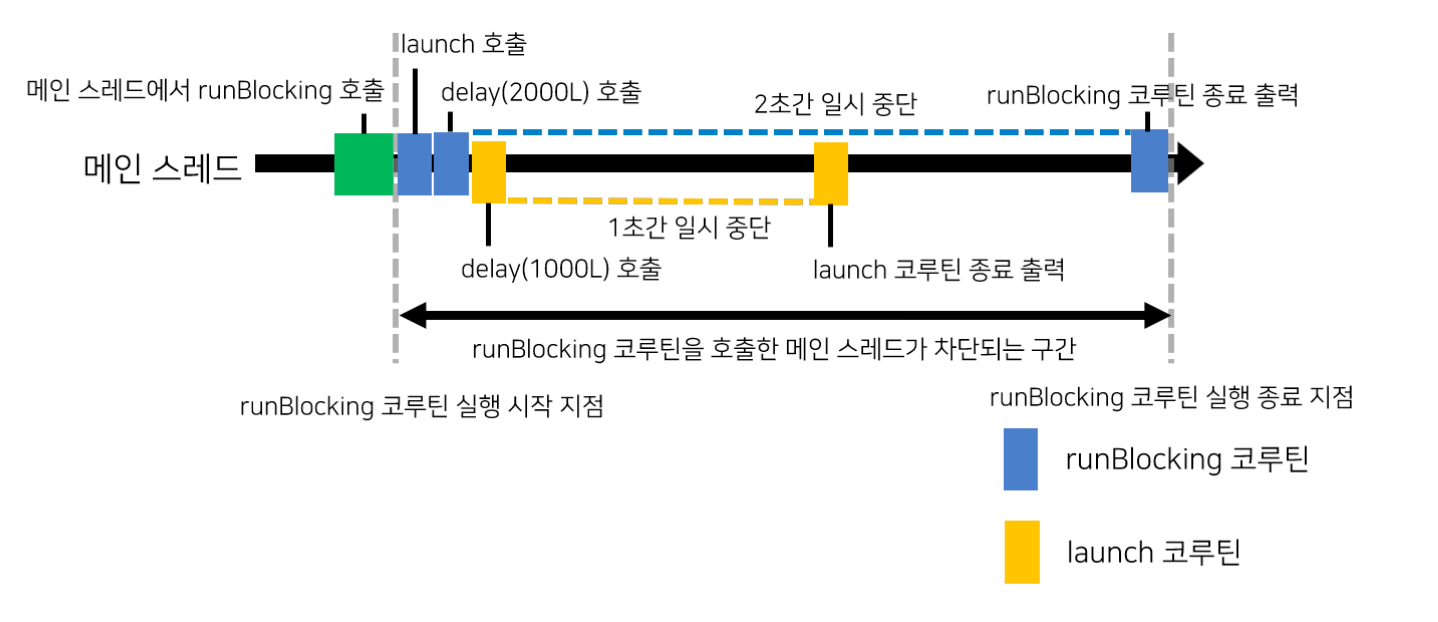 launch 호출
메인 스레드에서 runBlocking 호출
delay(2000L) 호출
2초간 일시 중단
runBlocking 코루틴 종료 출력
메인 스레드
1초간 일시 중단
delay(1000L) 호출
launch 코루틴 종료 출력
runBlocking 코루틴을 호출한 메인 스레드가 차단되는 구간
runBlocking 코루틴 실행 시작 지점
runBlocking 코루틴 실행 종료 지점
runBlocking 코루틴
launch 코루틴